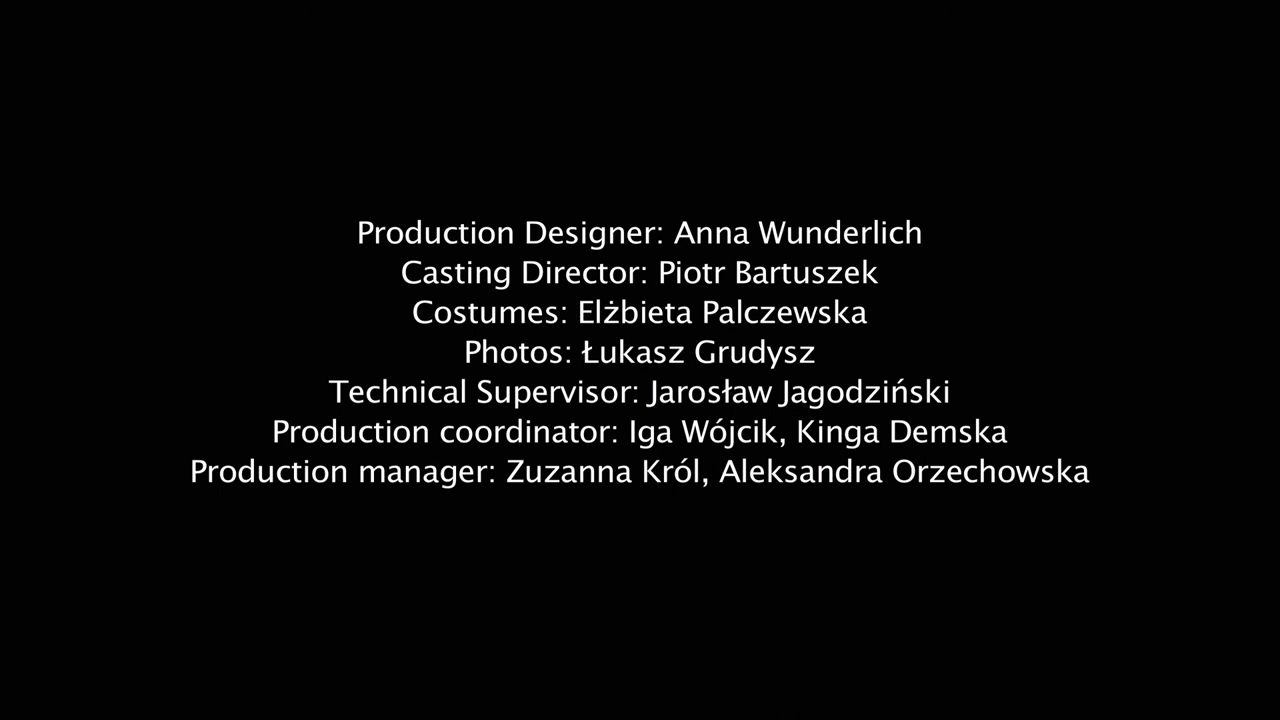 Production Designer: Anna Wunderlich
Casting Director: Piotr Bartuszek
Costumes: Elżbieta Palczewska
Photos: Łukasz Grudysz
Technical Supervisor: Jarosław Jagodziński
Production coordinator: Iga Wójcik, Kinga Demska
Production manager: Zuzanna Król, Aleksandra Orzechowska